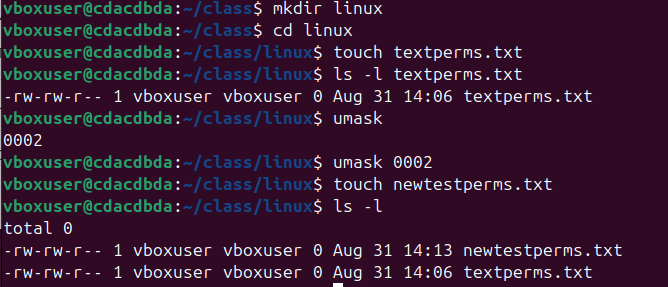 vboxuser@cdacdbda:~/class$ mkdir linux
vboxuser@cdacdbda:~/class$ cd linux
vboxuser@cdacdbda:~/class/linux$ touch textperms.txt
vboxuser@cdacdbda:~/class/linux$ ls -l textperms.txt
-rw-rw-r-- 1 vboxuser vboxuser 0 Aug 31 14:06 textperms.txt
vboxuser@cdacdbda:~/class/linux$ umask
0002
vboxuser@cdacdbda:~/class/linux$ umask 0002
vboxuser@cdacdbda:~/class/linux$ touch newtestperms.txt
vboxuser@cdacdbda:~/class/linux$ ls -l
total 0
-rw-rw-r-- 1 vboxuser vboxuser 0 Aug 31 14:13 newtestperms.txt
-rw-rw-r-- 1 vboxuser vboxuser 0 Aug 31 14:06 textperms.txt